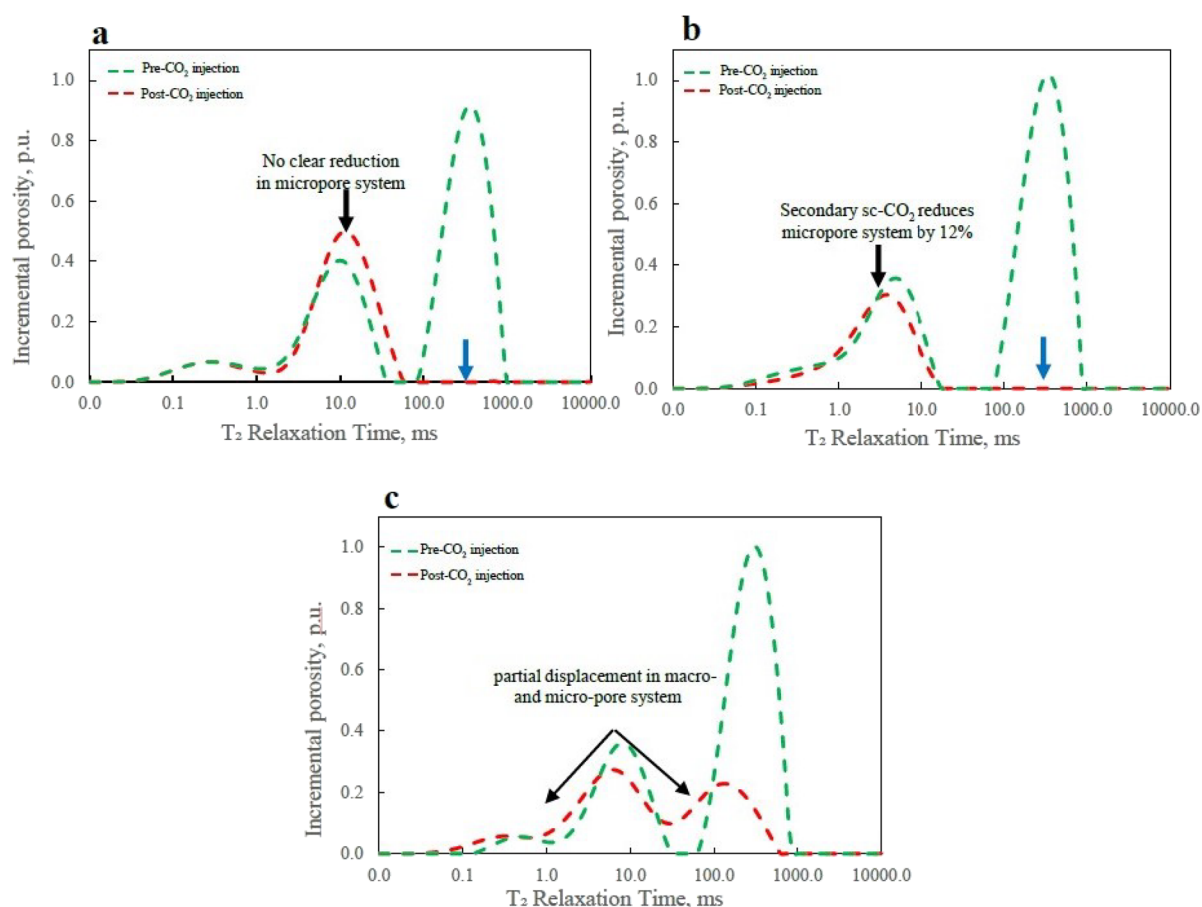 a
Pre-CO₂ injection
Post-CO₂ injection
No clear reduction
in micropore system
Incremental porosity, p.u.
1.0
0.8
0.6
0.4
0.2
0.0
0.0 0.1 1.0 10.0 100.0 1000.0 10000.0
T₂ Relaxation Time, ms
b
Pre-CO₂ injection
Post-CO₂ injection
Secondary sc-CO₂ reduces
micropore system by 12%
Incremental porosity, p.u.
1.0
0.8
0.6
0.4
0.2
0.0
0.0 0.1 1.0 10.0 100.0 1000.0 10000.0
T₂ Relaxation Time, ms
c
Pre-CO₂ injection
Post-CO₂ injection
partial displacement in macro-
and micro-pore system
Incremental porosity, p.u.
1.0
0.8
0.6
0.4
0.2
0.0
0.0 0.1 1.0 10.0 100.0 1000.0 10000.0
T₂ Relaxation Time, ms